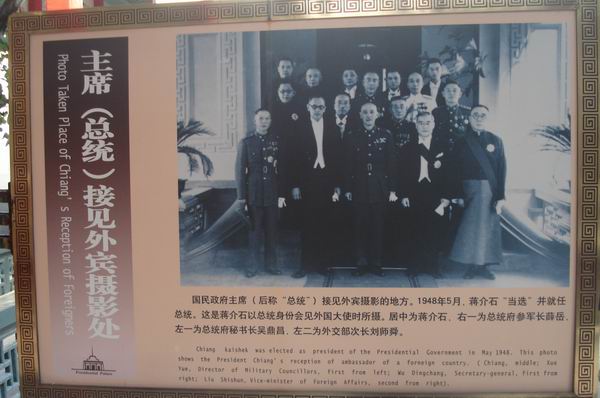 主席（总统）接见外宾摄影处
Photo Taken Place of Chiang's Reception of Foreigners
Presidential Palace
国民政府主席（后称“总统”）接见外宾摄影的地方。1948年5月，蒋介石“当选”并就任
总统。这是蒋介石以总统身份会见外国大使时所摄。居中为蒋介石、右一为总统府参军长薛岳、
左一为总统府秘书长吴鼎昌、左二为外交部次长刘师舜。
Chiang kaishek was elected as president of the Presidential Government in May 1948. This photo
shows the President Chiang's reception of ambassador of a foreign country. (Chiang, middle; Xue
Yue, Director of Military Councillors, first from left; Wu Dingchang, Secretary-general, first from
right; Liu Shishun, Vice-minister of Foreign Affairs, second from right).